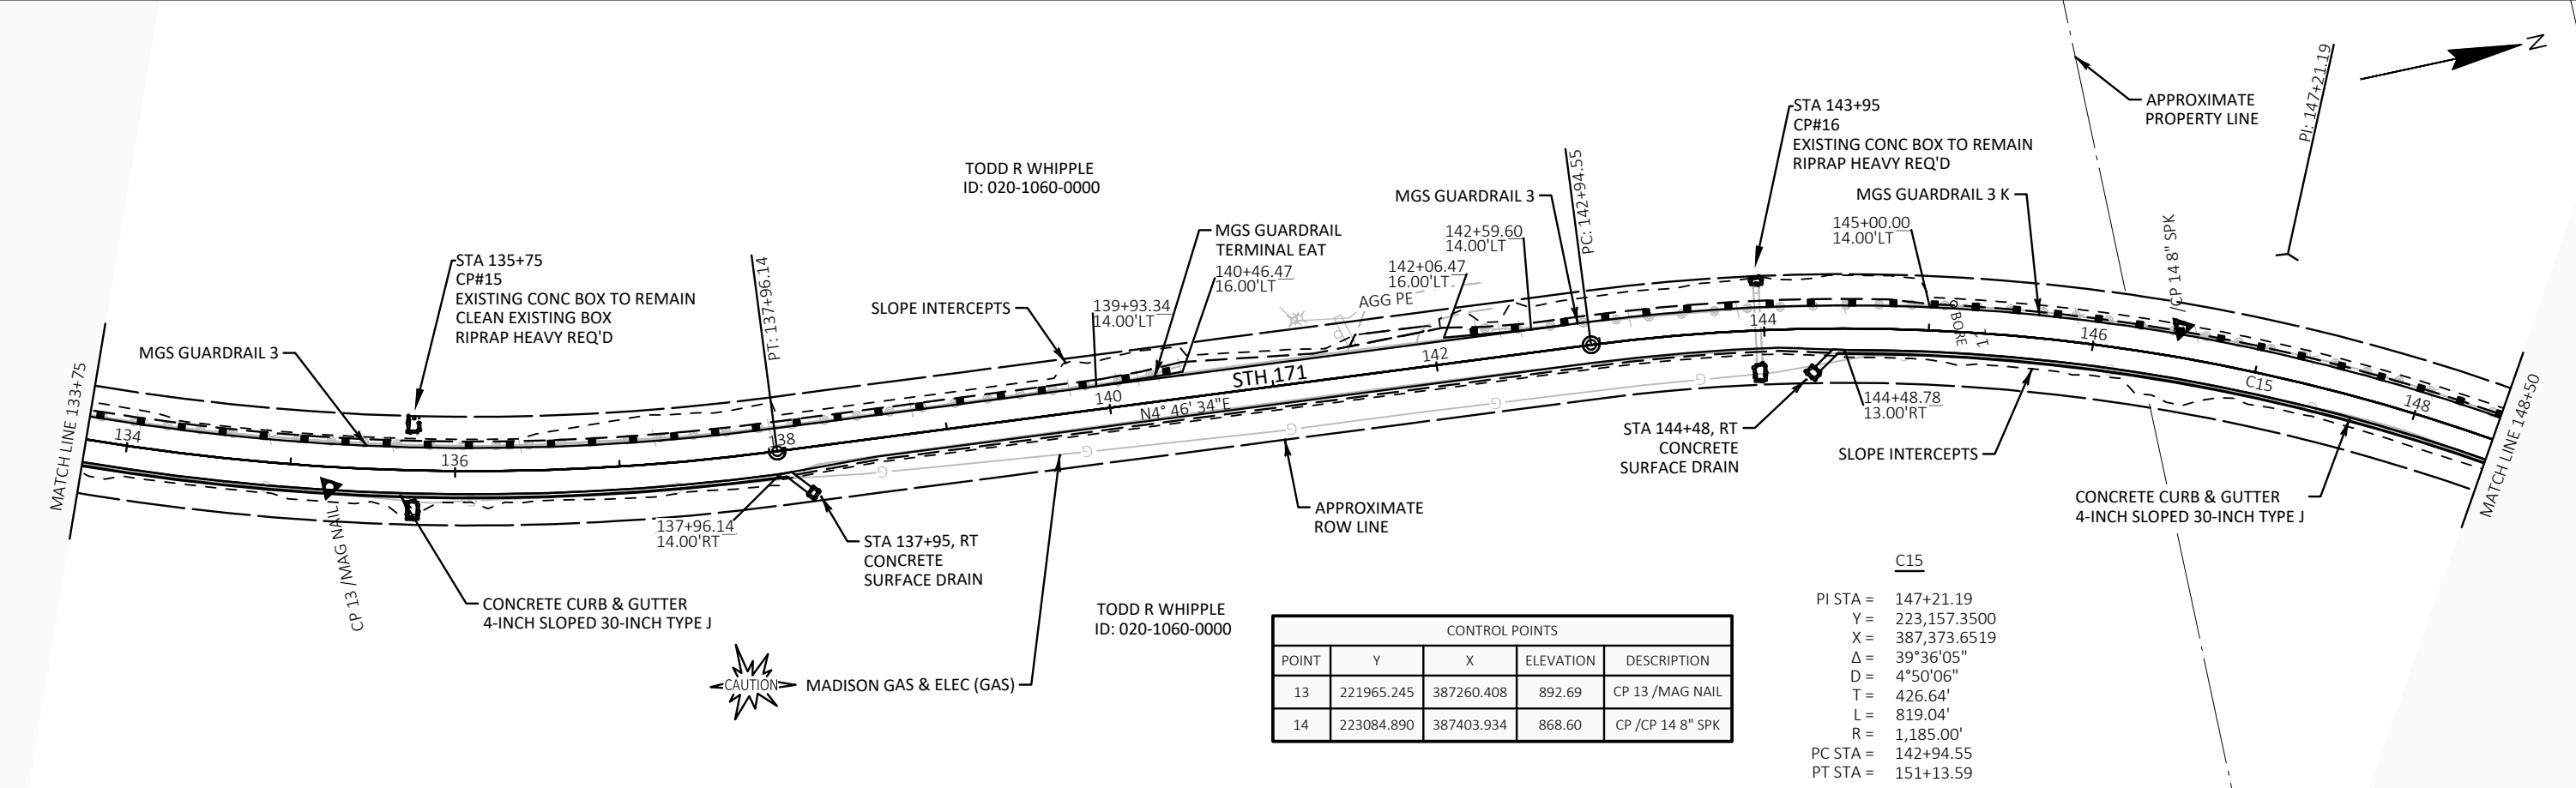 N
PI: 147+21.19
APPROXIMATE
PROPERTY LINE
STA 143+95
CP#16
EXISTING CONC BOX TO REMAIN
RIPRAP HEAVY REQ'D
TODD R WHIPPLE
ID: 020-1060-0000
MGS GUARDRAIL 3
PC: 142+94.55
MGS GUARDRAIL 3 K
145+00.00
14.00'LT
CP 14 8" SPK
MGS GUARDRAIL
TERMINAL EAT
140+46.47
16.00'LT
142+59.60
14.00'LT
142+06.47
16.00'LT
AGG PE
P
STA 135+75
CP#15
EXISTING CONC BOX TO REMAIN
CLEAN EXISTING BOX
RIPRAP HEAVY REQ'D
PT: 137+96.14
SLOPE INTERCEPTS
139+93.34
14.00'LT
MGS GUARDRAIL 3
MATCH LINE 133+75
134
136
138
140
142
144
146
148
STH 171
N4° 46' 34"E
BORE
11
C15
MATCH LINE 148+50
G
G
G
G
G
CP 13 /MAG NAIL
137+96.14
14.00'RT
STA 137+95, RT
CONCRETE
SURFACE DRAIN
APPROXIMATE
ROW LINE
STA 144+48, RT
CONCRETE
SURFACE DRAIN
144+48.78
13.00'RT
SLOPE INTERCEPTS
CONCRETE CURB & GUTTER
4-INCH SLOPED 30-INCH TYPE J
CONCRETE CURB & GUTTER
4-INCH SLOPED 30-INCH TYPE J
CAUTION
MADISON GAS & ELEC (GAS)
TODD R WHIPPLE
ID: 020-1060-0000
CONTROL POINTS
POINT Y X ELEVATION DESCRIPTION
13 221965.245 387260.408 892.69 CP 13 /MAG NAIL
14 223084.890 387403.934 868.60 CP /CP 14 8" SPK
C15
PI STA = 147+21.19
Y = 223,157.3500
X = 387,373.6519
Δ = 39°36'05"
D = 4°50'06"
T = 426.64'
L = 819.04'
R = 1,185.00'
PC STA = 142+94.55
PT STA = 151+13.59